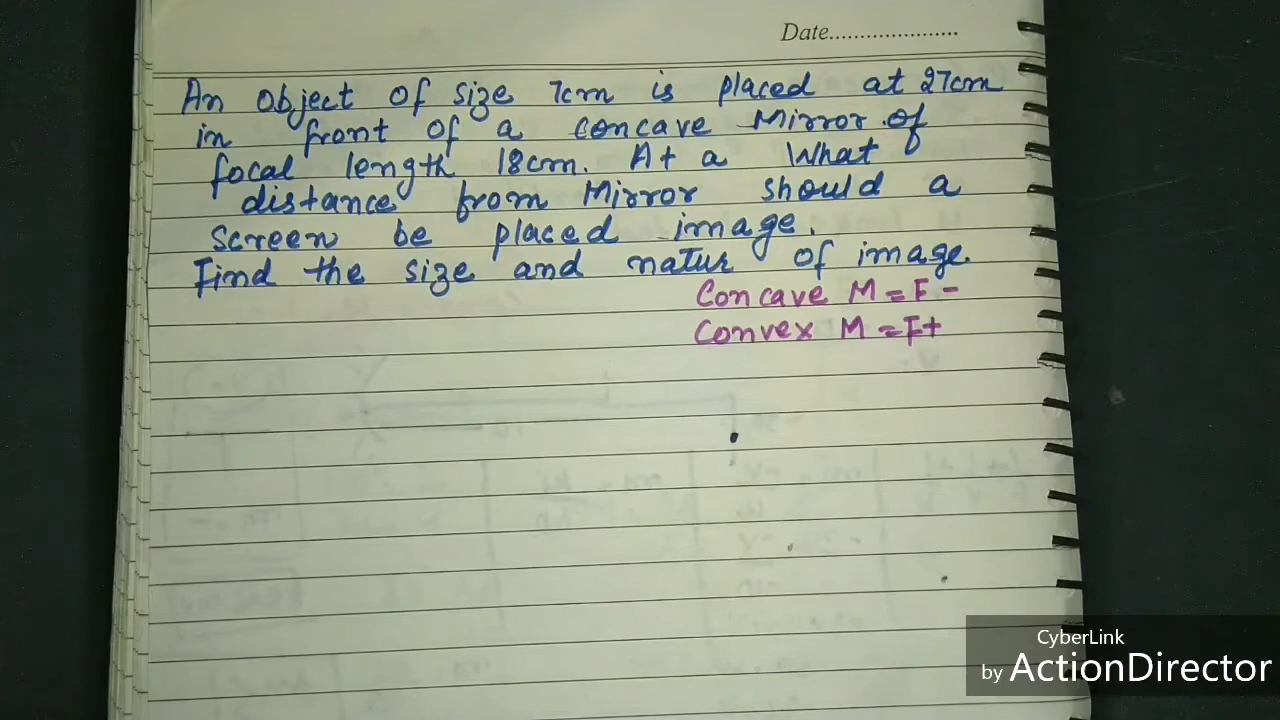 Date.....................
An object of size 7cm is placed at 27cm
in front of a concave Mirror of
focal length 18cm. At a What
distance from Mirror should a
screen be placed image.
Find the size and natur of image.
Concave M = F -
Convex M = F+
CyberLink
by ActionDirector